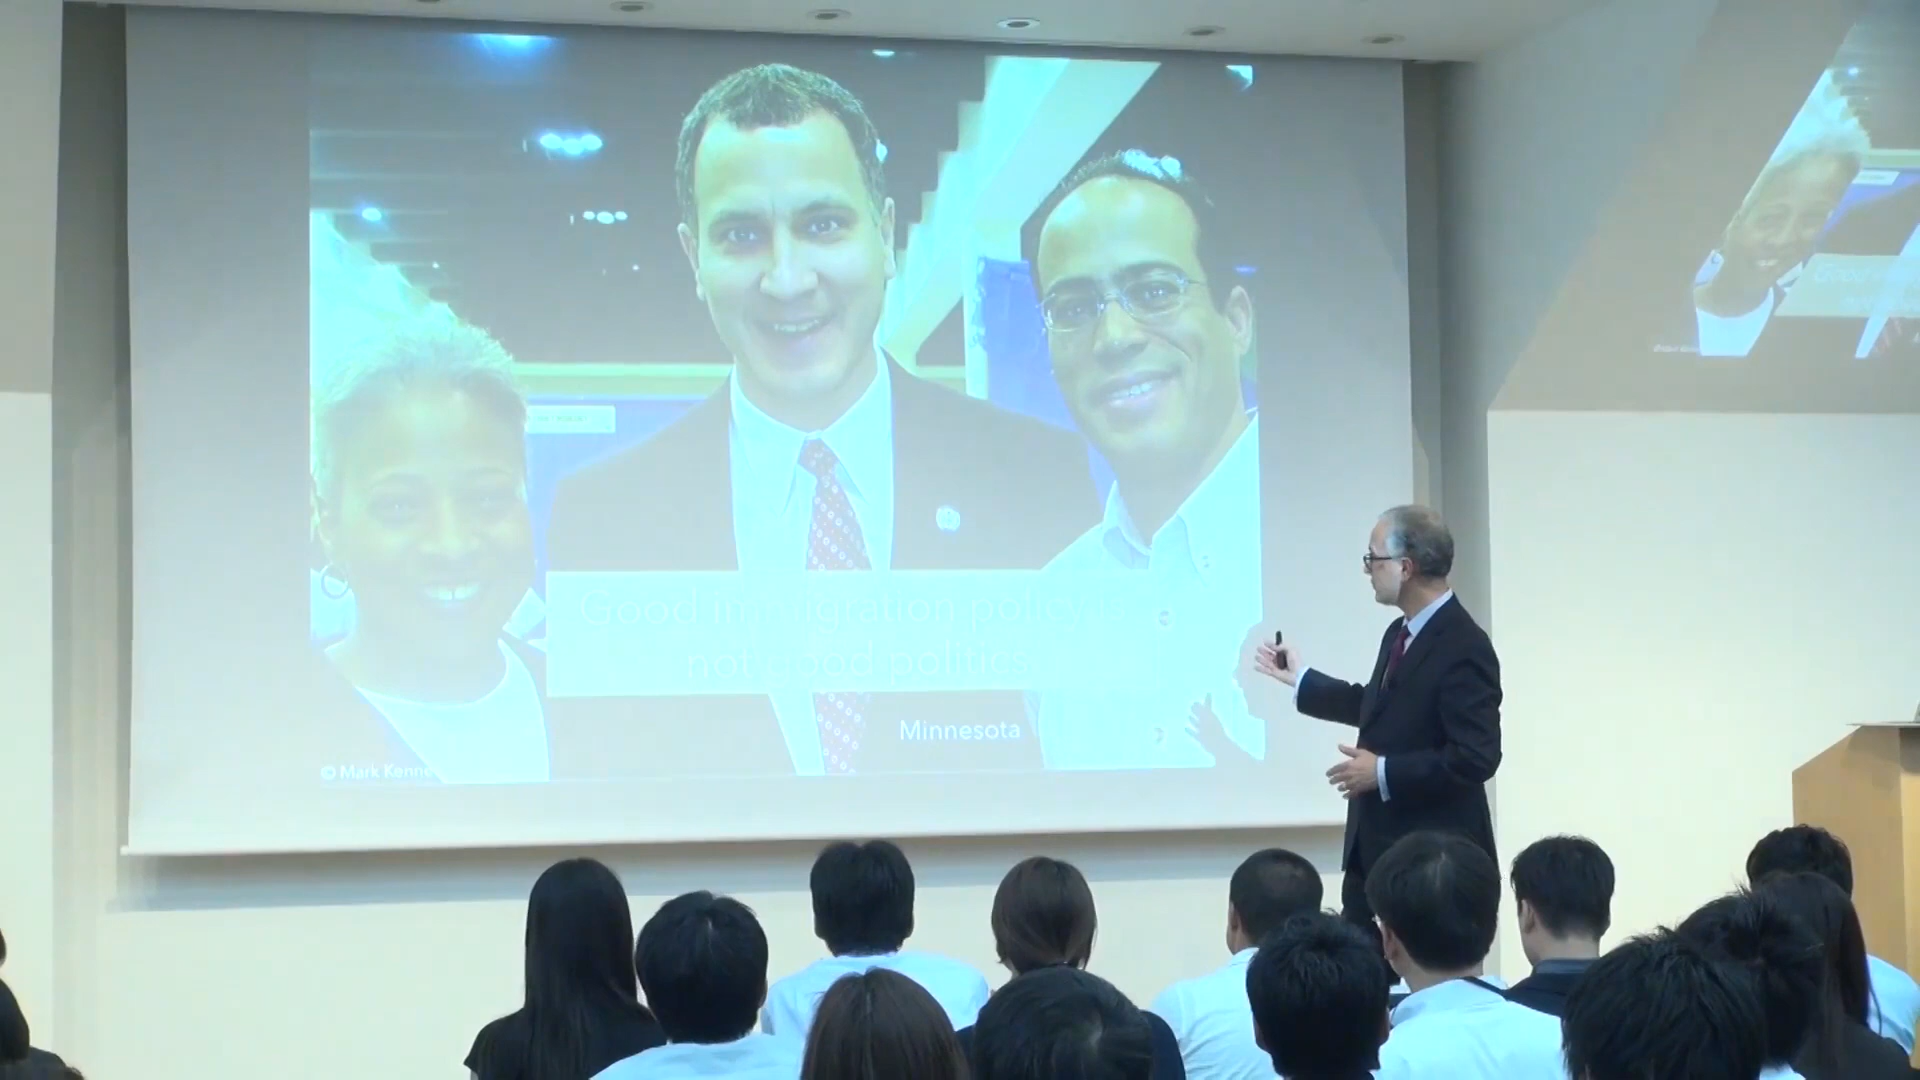 Good immigration policy is
not good politics
Minnesota
© Mark Kenne